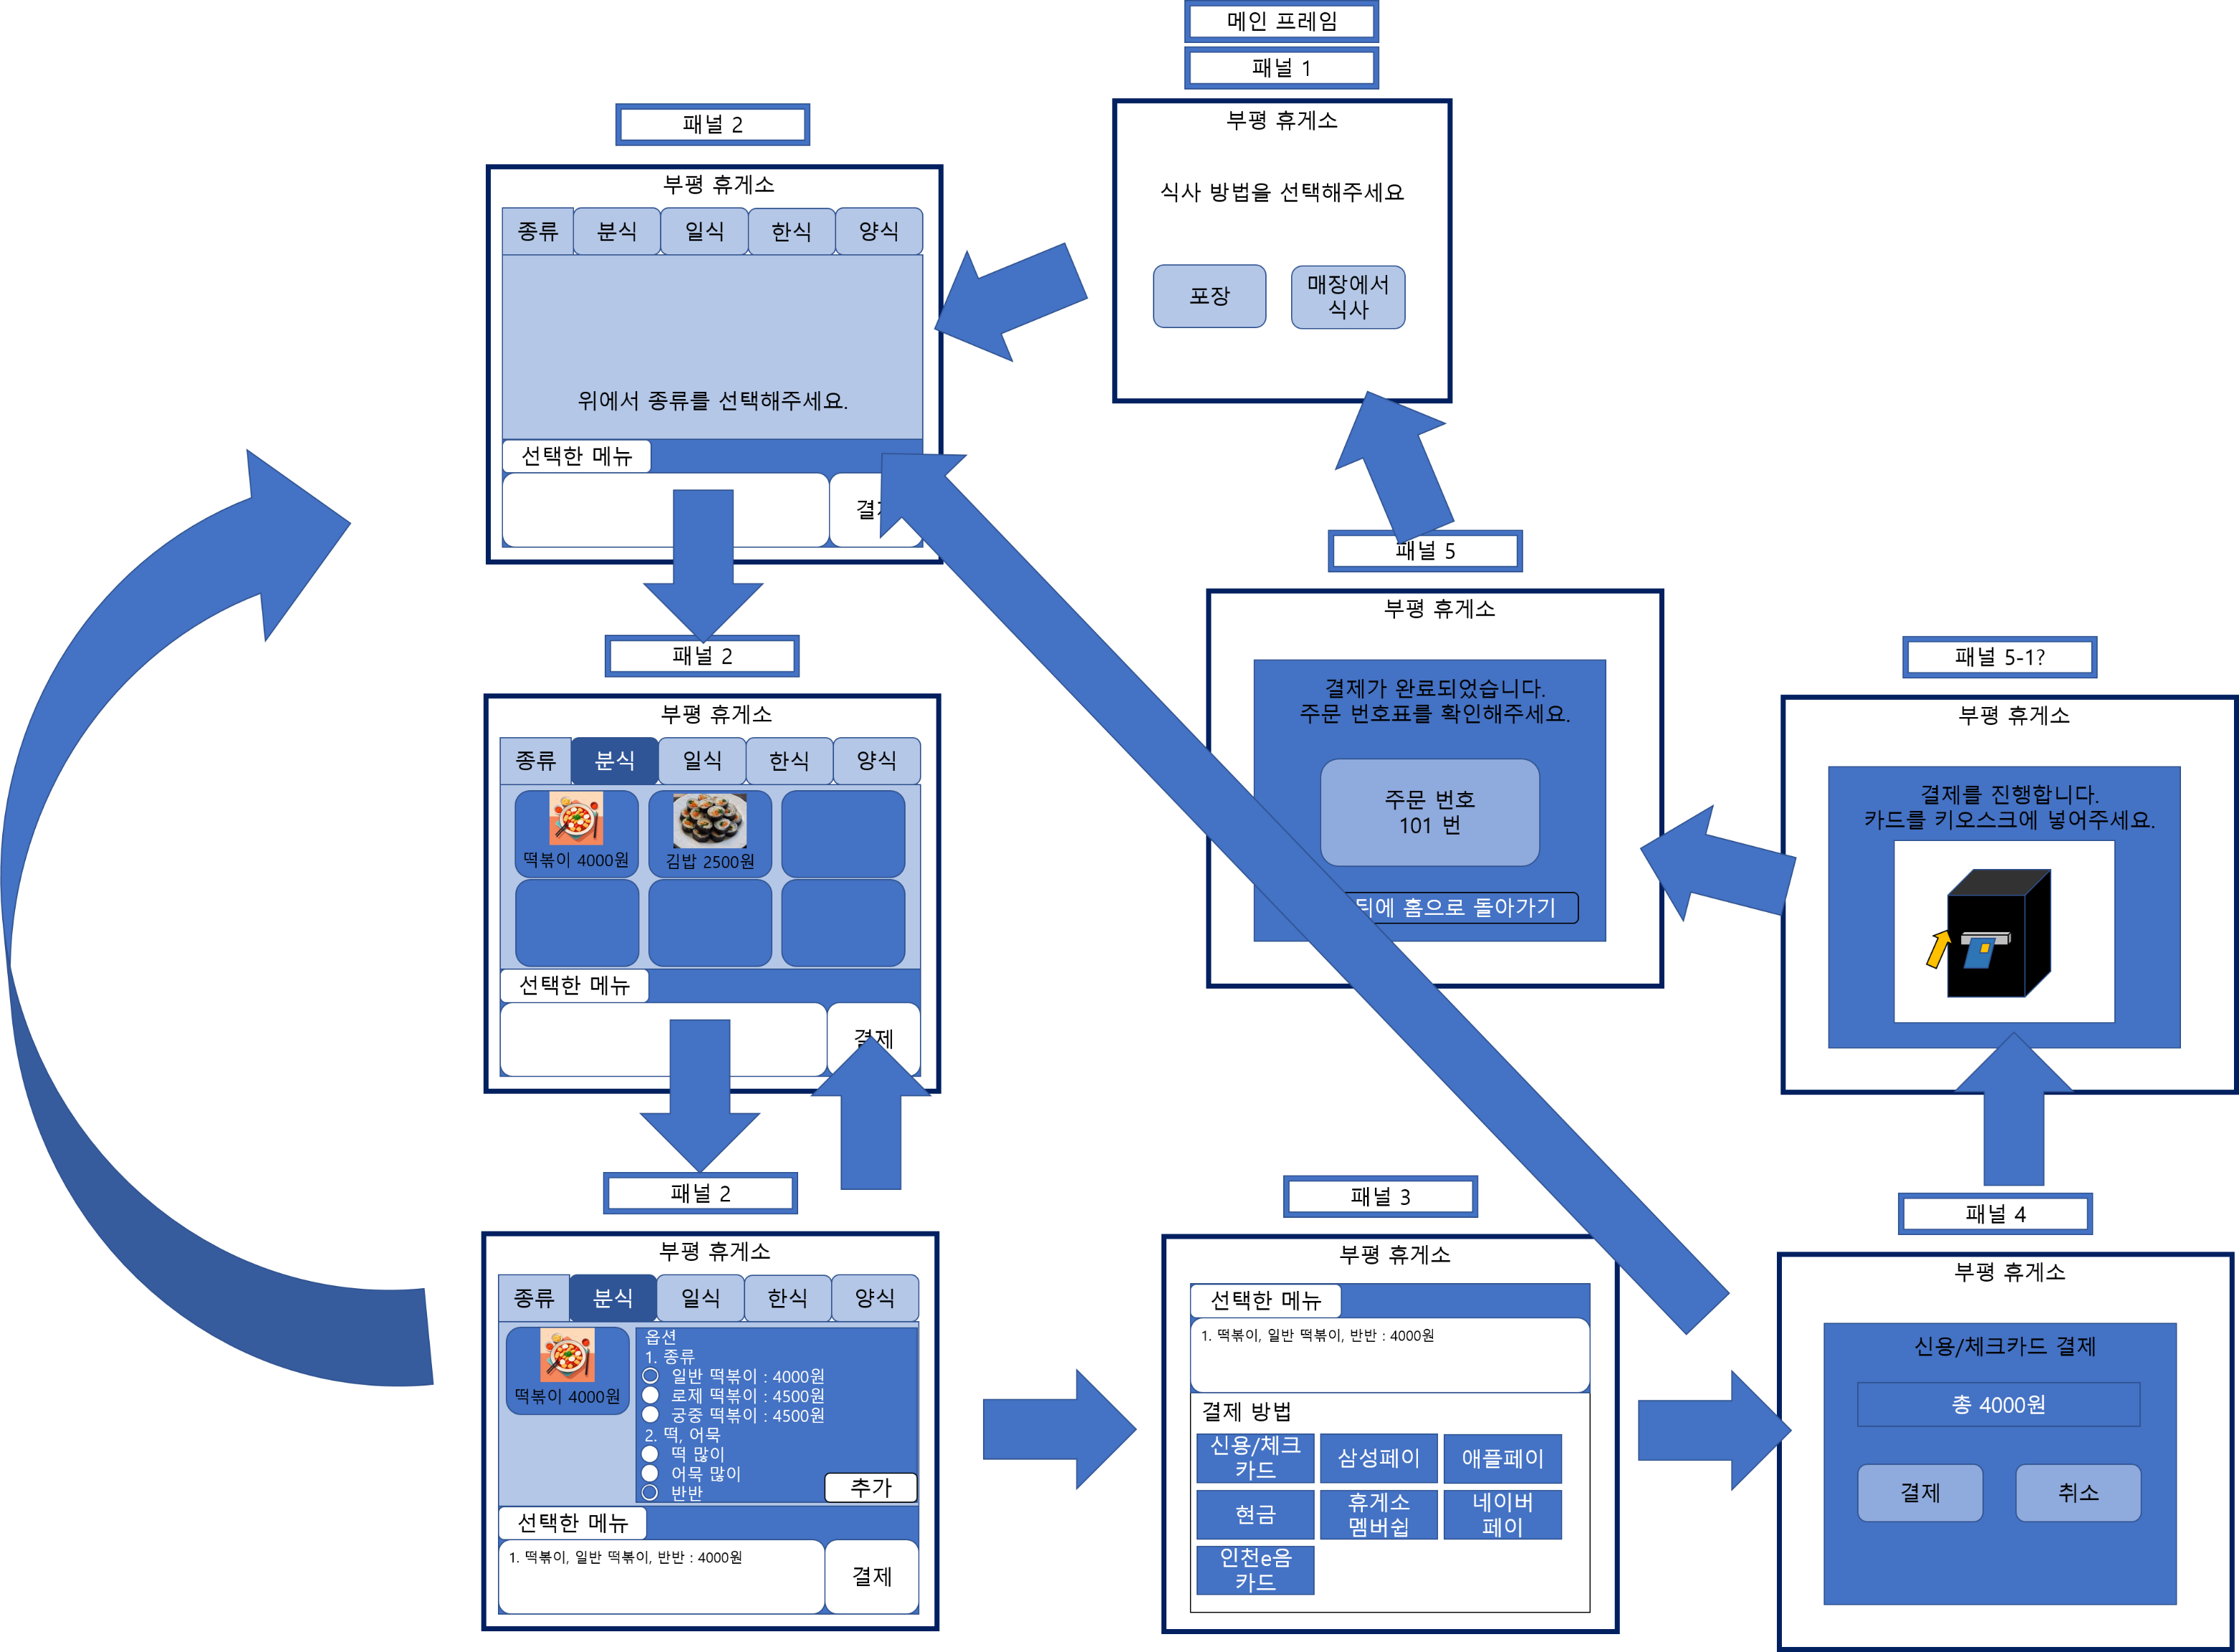 메인 프레임
패널 1
부평 휴게소
식사 방법을 선택해주세요
포장
매장에서
식사
패널 2
부평 휴게소
종류
분식
일식
한식
양식
위에서 종류를 선택해주세요.
선택한 메뉴
패널 2
부평 휴게소
종류
분식
일식
한식
양식
떡볶이 4000원
김밥 2500원
선택한 메뉴
결제
패널 2
부평 휴게소
종류
분식
일식
한식
양식
떡볶이 4000원
옵션
1. 종류
일반 떡볶이 : 4000원
로제 떡볶이 : 4500원
궁중 떡볶이 : 4500원
2. 떡, 어묵
떡 많이
어묵 많이
반반
추가
선택한 메뉴
1. 떡볶이, 일반 떡볶이, 반반 : 4000원
결제
패널 3
부평 휴게소
선택한 메뉴
1. 떡볶이, 일반 떡볶이, 반반 : 4000원
결제 방법
신용/체크
카드
삼성페이
애플페이
현금
휴게소
멤버쉽
네이버
페이
인천e음
카드
패널 4
부평 휴게소
신용/체크카드 결제
총 4000원
결제
취소
패널 5-1?
부평 휴게소
결제를 진행합니다.
카드를 키오스크에 넣어주세요.
패널 5
부평 휴게소
결제가 완료되었습니다.
주문 번호표를 확인해주세요.
주문 번호
101 번
뒤에 홈으로 돌아가기